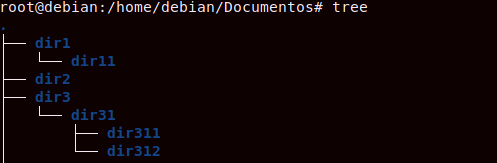 root@debian:/home/debian/Documentos# tree
.
├── dir1
│   └── dir11
├── dir2
├── dir3
│   └── dir31
│       ├── dir311
│       └── dir312